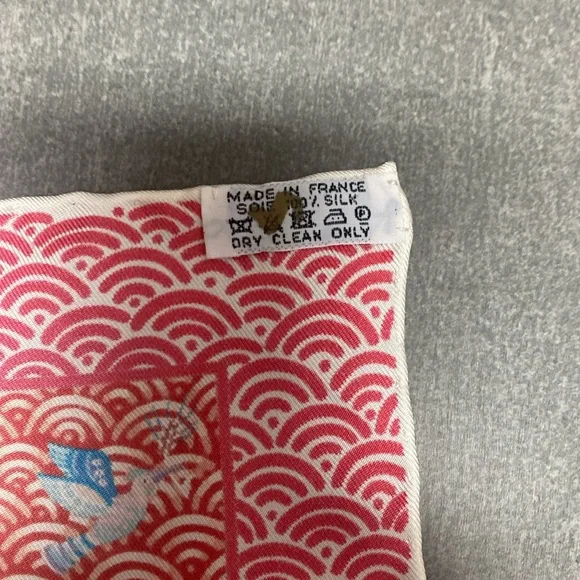 MADE IN FRANCE
SOIE 100% SILK
DRY CLEAN ONLY